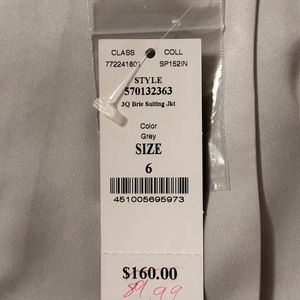 CLASS COLL
772241801 SP152IN
STYLE
570132363
3Q Brie Suiting Jkt
Color
Grey
SIZE
6
451005695973
$160.00
89.99